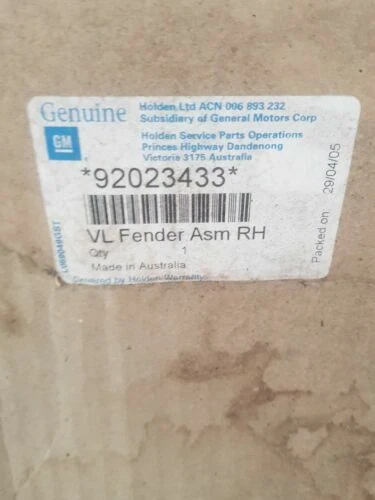 Genuine
GM
Holden Ltd ACN 006 893 232
Subsidiary of General Motors Corp
Holden Service Parts Operations
Princes Highway Dandenong
Victoria 3175 Australia
*92023433*
VL Fender Asm RH
Qty 1
Made in Australia
Covered by Holden Warranty
Packed on 29/04/05